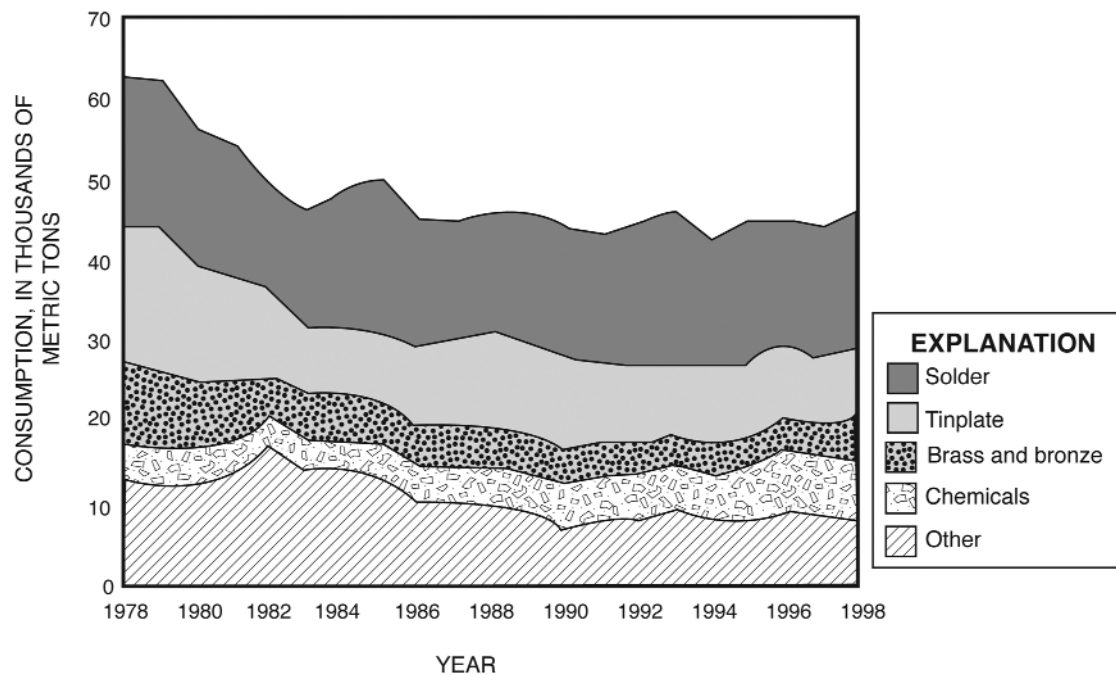 CONSUMPTION, IN THOUSANDS OF
METRIC TONS
70
60
50
40
30
20
10
0
1978 1980 1982 1984 1986 1988 1990 1992 1994 1996 1998
YEAR
EXPLANATION
Solder
Tinplate
Brass and bronze
Chemicals
Other